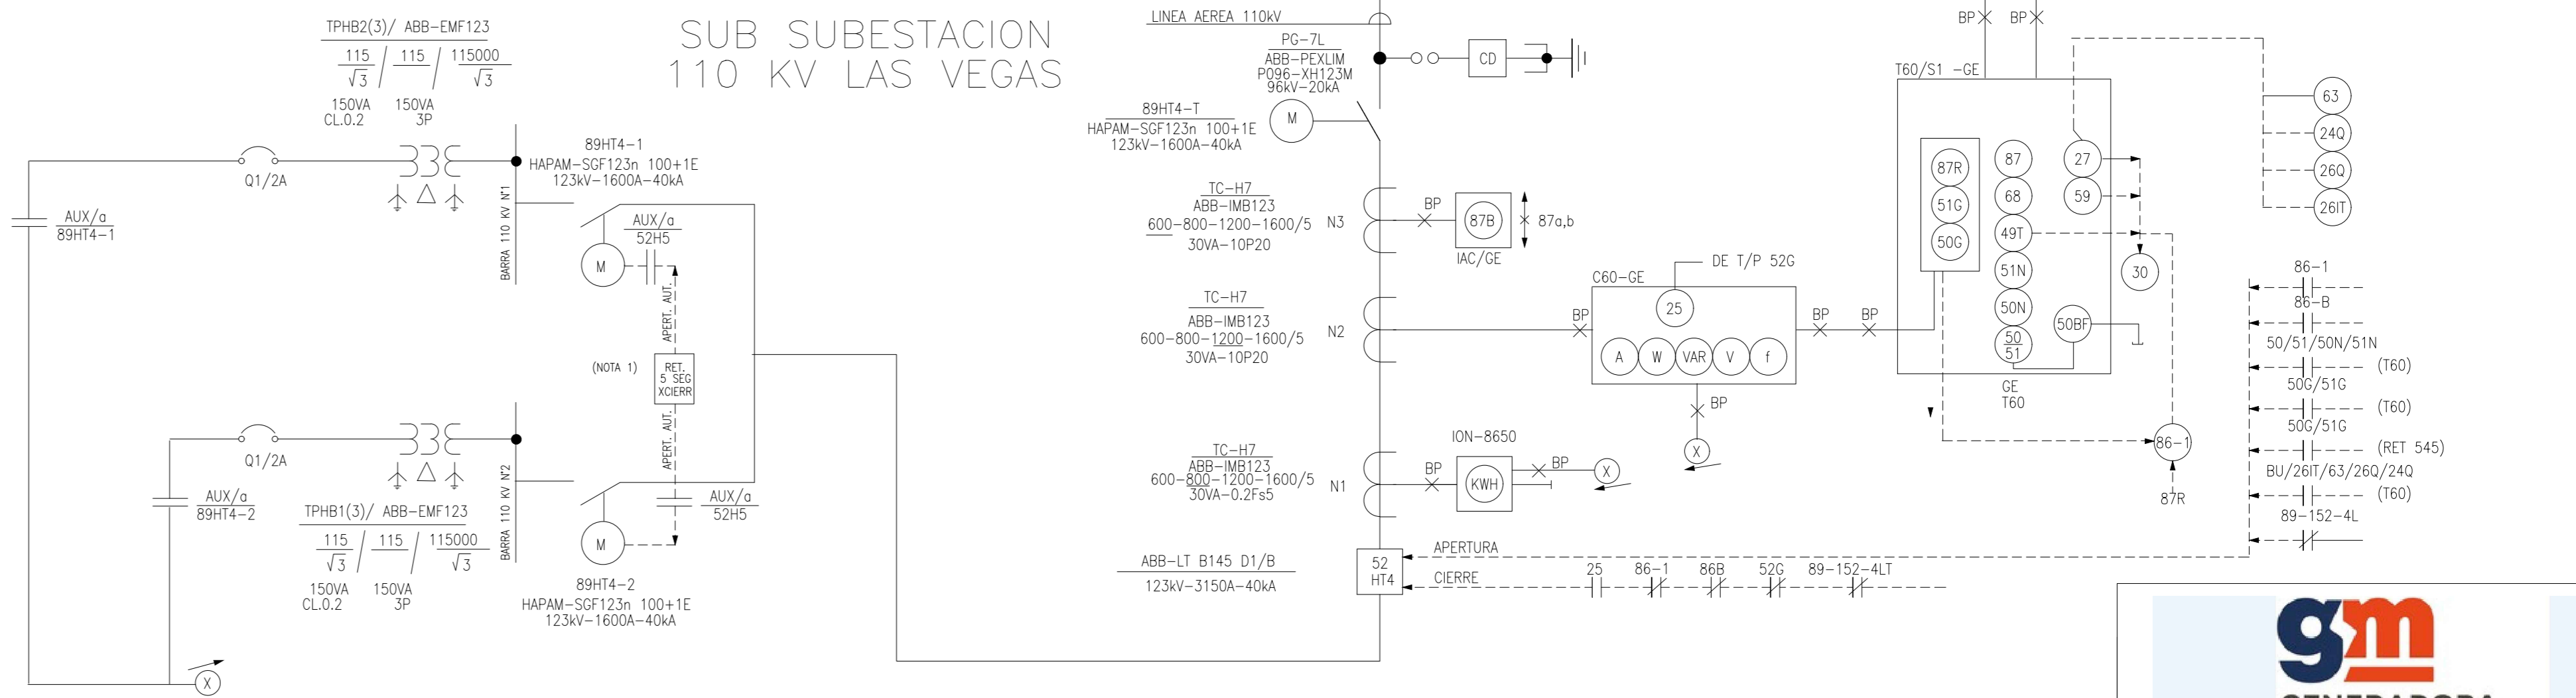 SUB SUBESTACION
110 KV LAS VEGAS
TPHB2(3)/ ABB-EMF123
115/√3 / 115 / 115000/√3
150VA 150VA
CL.0.2 3P
Q1/2A
AUX/a
89HT4-1
BARRA 110 KV N°1
89HT4-1
HAPAM-SGF123n 100+1E
123kV-1600A-40kA
M
AUX/a
52H5
APERT. AUT.
(NOTA 1)
RET.
5 SEG
XCIERR
APERT. AUT.
Q1/2A
AUX/a
89HT4-2
TPHB1(3)/ ABB-EMF123
115/√3 / 115 / 115000/√3
150VA 150VA
CL.0.2 3P
BARRA 110 KV N°2
M
AUX/a
52H5
89HT4-2
HAPAM-SGF123n 100+1E
123kV-1600A-40kA
X
LINEA AEREA 110kV
PG-7L
ABB-PEXLIM
P096-XH123M
96kV-20kA
CD
89HT4-T
HAPAM-SGF123n 100+1E
123kV-1600A-40kA
M
TC-H7
ABB-IMB123
600-800-1200-1600/5
30VA-10P20
N3
BP
87B
87a,b
IAC/GE
TC-H7
ABB-IMB123
600-800-1200-1600/5
30VA-10P20
N2
BP
C60-GE
DE T/P 52G
25
A W VAR V f
BP BP
BP
X
TC-H7
ABB-IMB123
600-800-1200-1600/5
30VA-0.2Fs5
N1
BP
ION-8650
KWH
BP
X
ABB-LT B145 D1/B
123kV-3150A-40kA
52
HT4
APERTURA
CIERRE
25 86-1 86B 52G 89-152-4LT
BP BP
T60/S1 -GE
87R
51G
50G
87
68
49T
51N
50N
50
51
27
59
50BF
30
GE
T60
86-1
87R
63
24Q
26Q
26IT
86-1
86-B
50/51/50N/51N
(T60)
50G/51G
(T60)
50G/51G
(RET 545)
BU/26IT/63/26Q/24Q
(T60)
89-152-4L
gm
GENERADORA